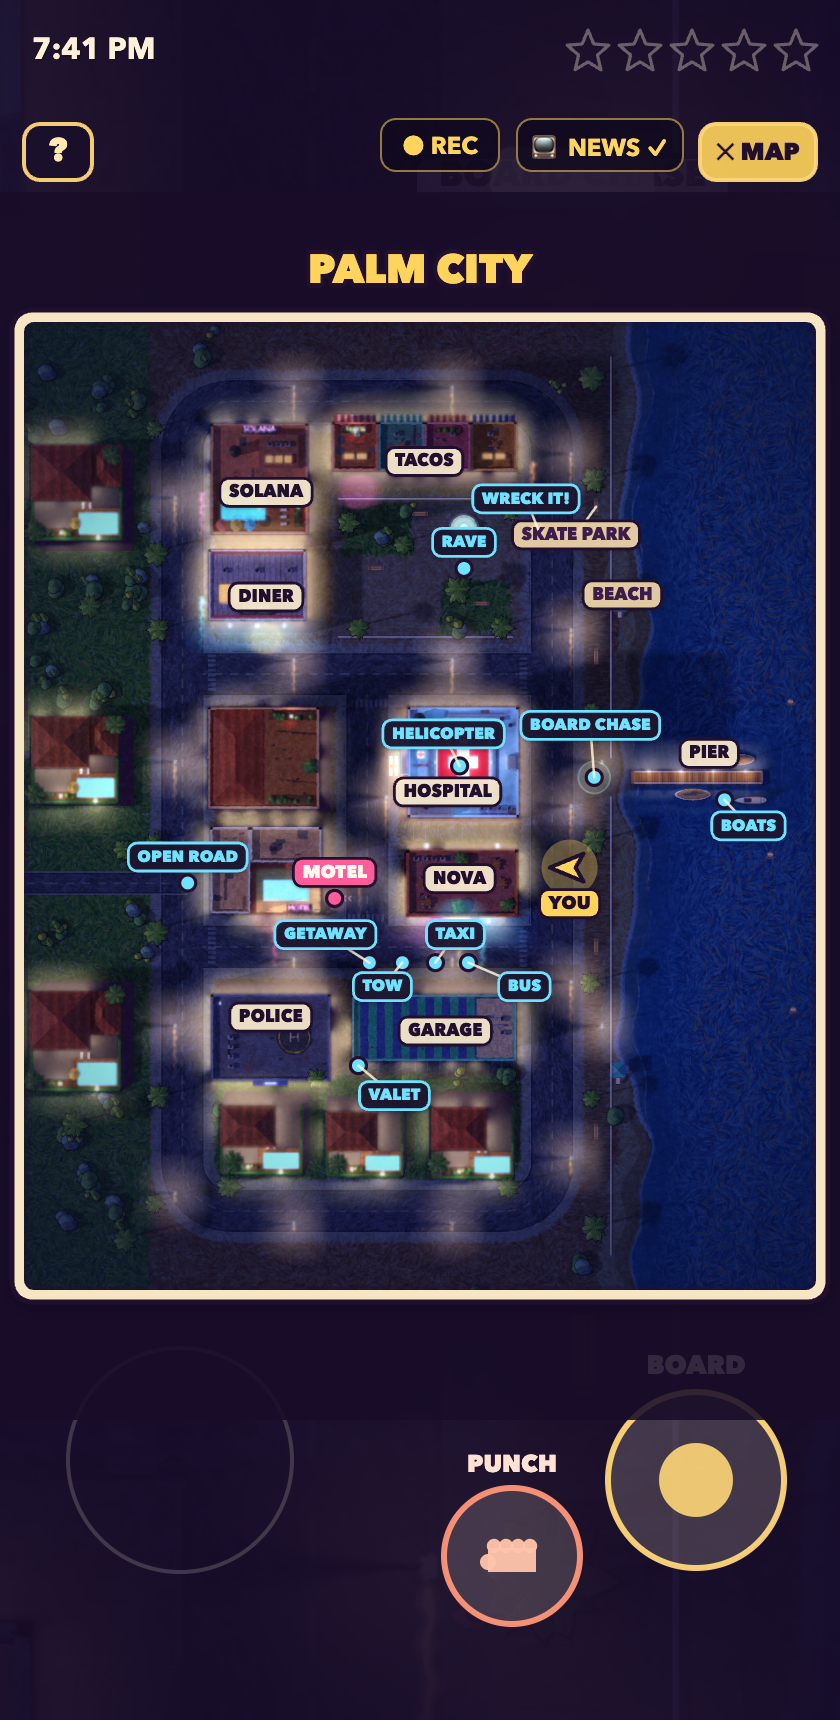 7:41 PM
?
REC
NEWS ✓
× MAP
PALM CITY
SOLANA
TACOS
SOLANA
WRECK IT!
SKATE PARK
RAVE
DINER
BEACH
HELICOPTER
BOARD CHASE
PIER
HOSPITAL
BOATS
OPEN ROAD
MOTEL
NOVA
YOU
GETAWAY
TAXI
TOW
BUS
POLICE
GARAGE
H
VALET
BOARD
PUNCH